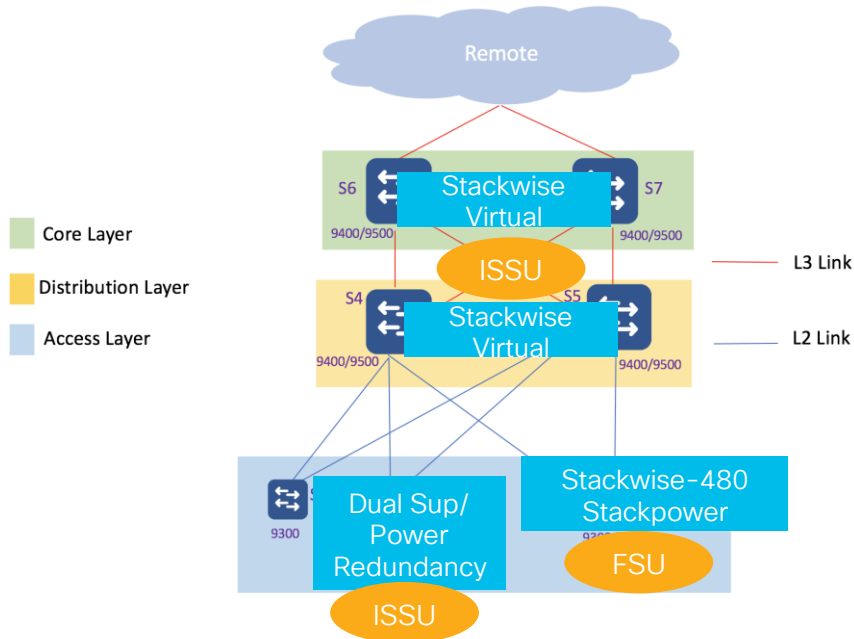 Remote
S6
Stackwise
Virtual
S7
9400/9500
9400/9500
Core Layer
ISSU
L3 Link
Distribution Layer
S4
S5
Stackwise
Virtual
Access Layer
L2 Link
9400/9500
9400/9500
Stackwise-480
Stackpower
S
Dual Sup/
Power
Redundancy
9300
FSU
ISSU